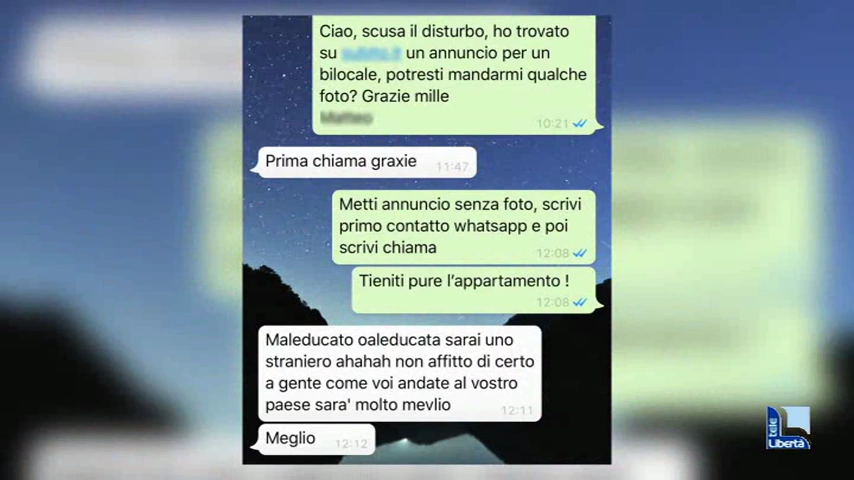 Ciao, scusa il disturbo, ho trovato
su un annuncio per un
bilocale, potresti mandarmi qualche
foto? Grazie mille
10:21
Prima chiama graxie
11:47
Metti annuncio senza foto, scrivi
primo contatto whatsapp e poi
scrivi chiama
12:08
Tieniti pure l'appartamento !
12:08
Maleducato oaleducata sarai uno
straniero ahahah non affitto di certo
a gente come voi andate al vostro
paese sara' molto mevlio
12:11
Meglio
12:12
tele
Libertà